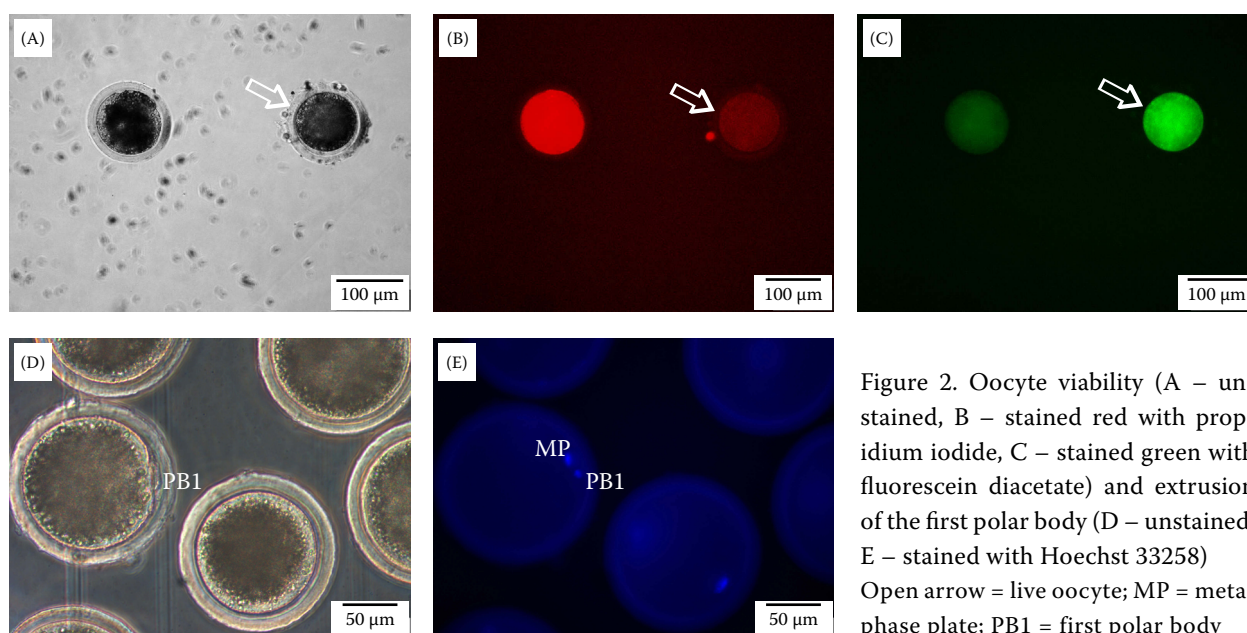 (A)
(B)
(C)
100 µm
100 µm
100 µm
(D)
(E)
PB1
MP
PB1
50 µm
50 µm
Figure 2. Oocyte viability (A – un
stained, B – stained red with prop
idium iodide, C – stained green with
fluorescein diacetate) and extrusion
of the first polar body (D – unstained
E – stained with Hoechst 33258)
Open arrow = live oocyte; MP = meta
phase plate; PB1 = first polar body